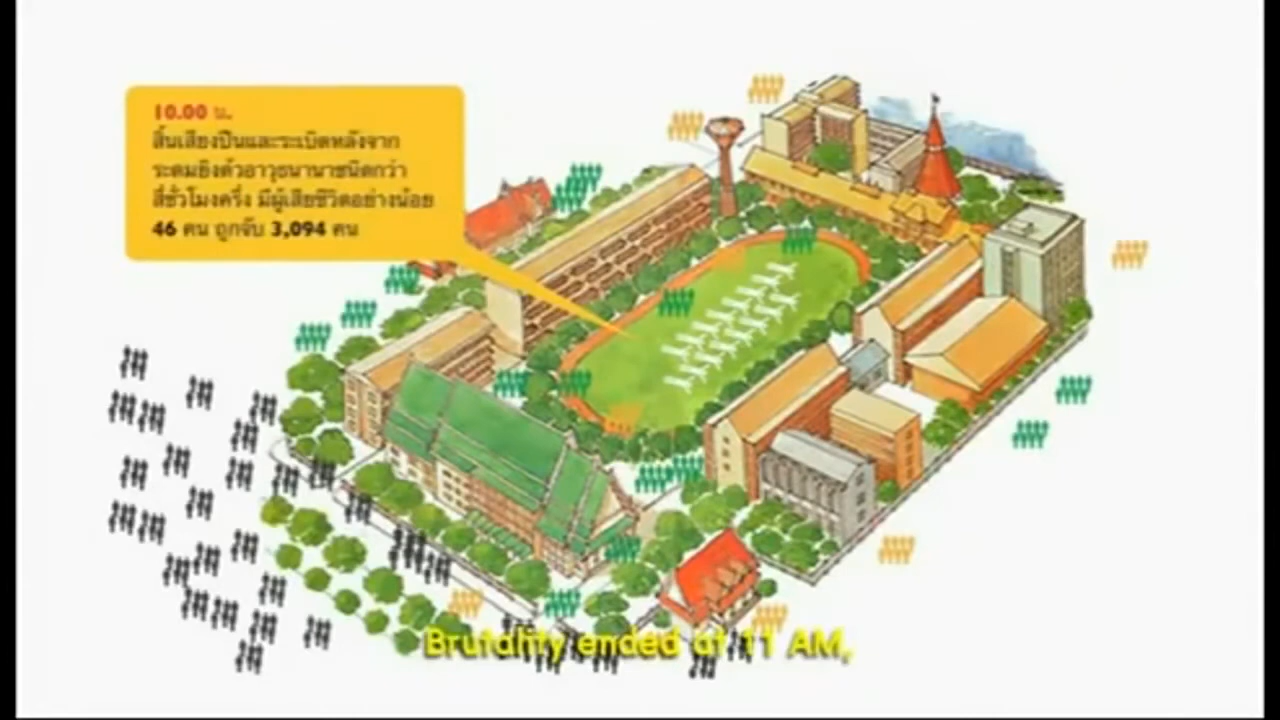 10.00 น.
สิ้นเสียงปืนและระเบิดหลังจาก
ระดมยิงด้วอาวุธนานาชนิดกว่า
สี่ชั่วโมงครึ่ง มีผู้เสียชีวิตอย่างน้อย
46 คน ถูกจับ 3,094 คน
Brutality ended at 11 AM,